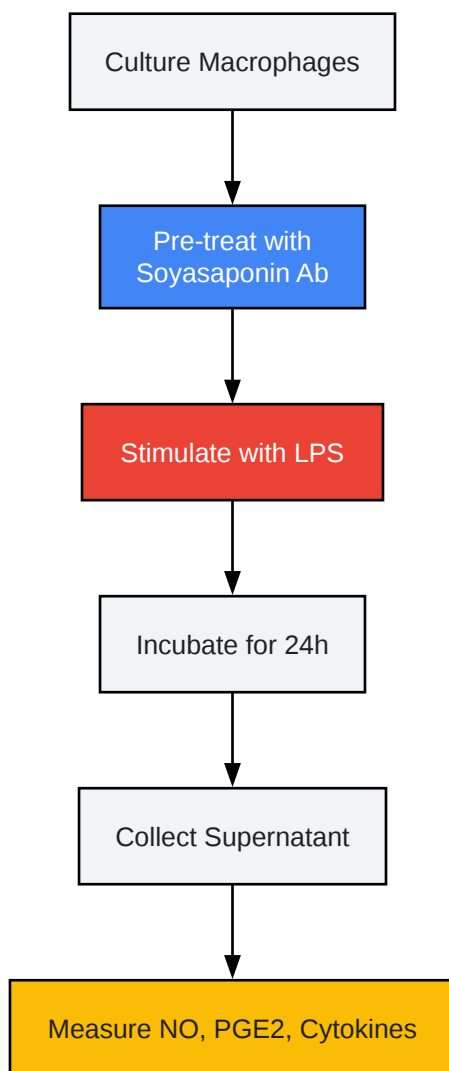 Culture Macrophages
Pre-treat with
Soyasaponin Ab
Stimulate with LPS
Incubate for 24h
Collect Supernatant
Measure NO, PGE2, Cytokines